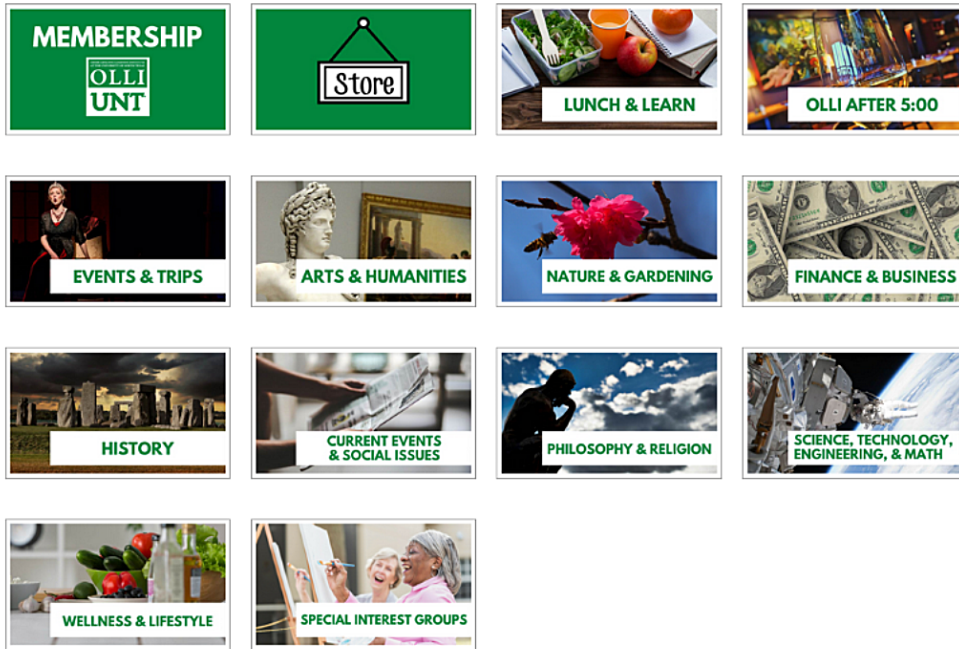 MEMBERSHIP
OLLI
UNT
Store
LUNCH & LEARN
OLLI AFTER 5:00
EVENTS & TRIPS
ARTS & HUMANITIES
NATURE & GARDENING
FINANCE & BUSINESS
HISTORY
CURRENT EVENTS
& SOCIAL ISSUES
PHILOSOPHY & RELIGION
SCIENCE, TECHNOLOGY,
ENGINEERING, & MATH
WELLNESS & LIFESTYLE
SPECIAL INTEREST GROUPS